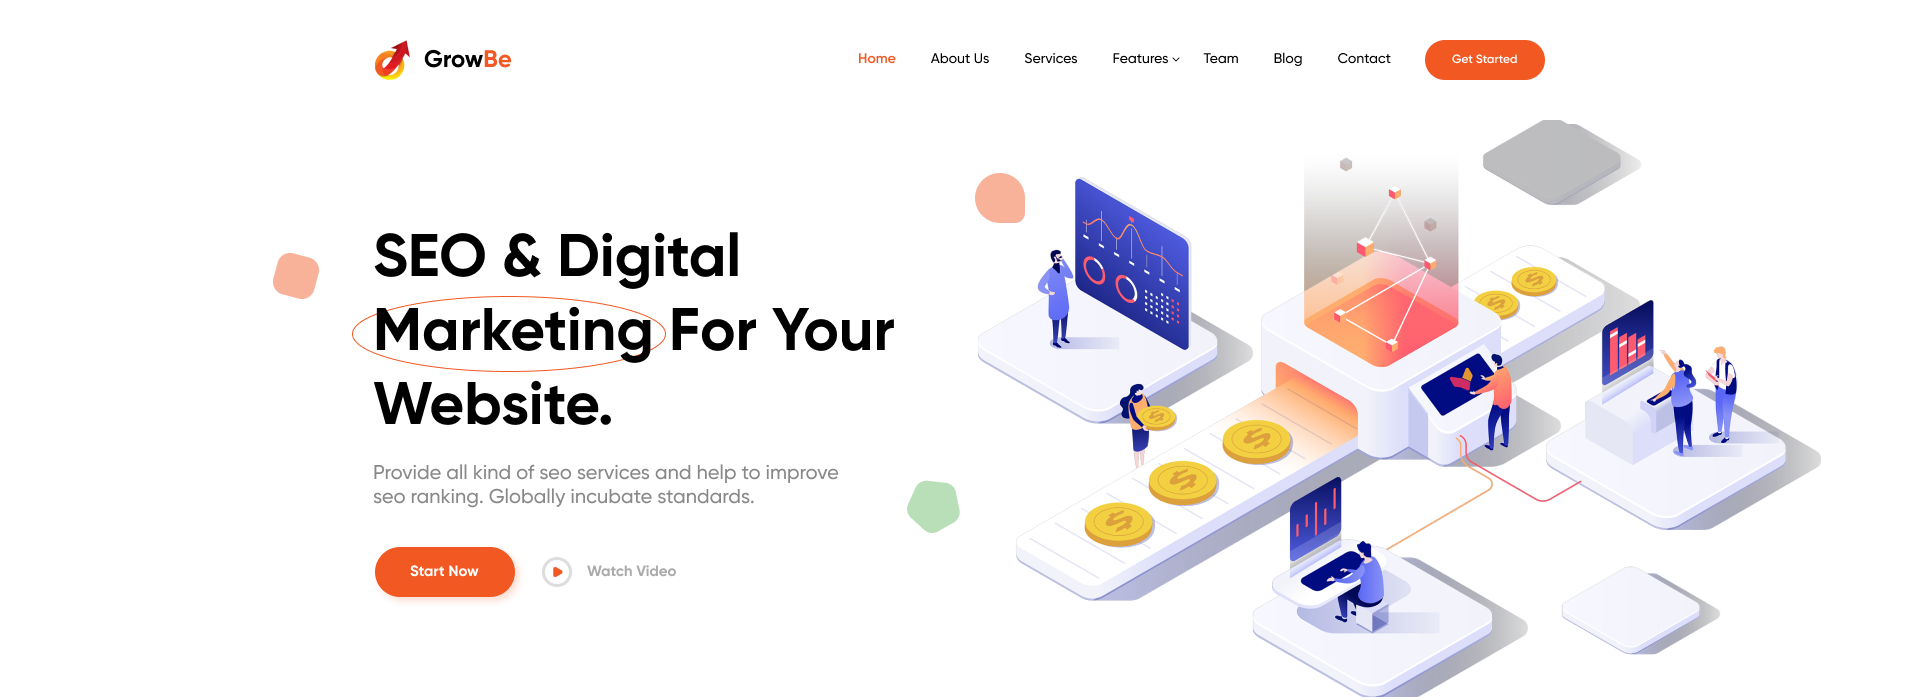 GrowBe
Home About Us Services Features Team Blog Contact Get Started
SEO & Digital
Marketing For Your
Website.
Provide all kind of seo services and help to improve
seo ranking. Globally incubate standards.
Start Now Watch Video